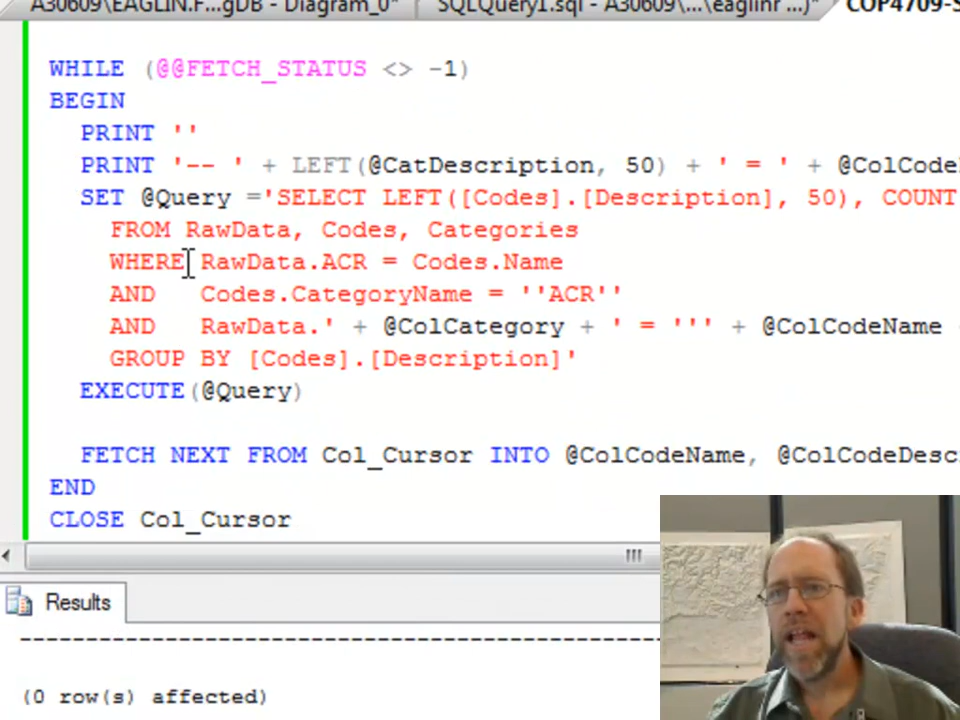 A30609\EAGLIN.F...gDB - Diagram_0* SQLQuery1.sql - A30609\...\eaglinr ...)* COP4709-S
WHILE (@@FETCH_STATUS <> -1)
BEGIN
PRINT ''
PRINT '-- ' + LEFT(@CatDescription, 50) + ' = ' + @ColCodeD
SET @Query ='SELECT LEFT([Codes].[Description], 50), COUNT
FROM RawData, Codes, Categories
WHERE RawData.ACR = Codes.Name
AND Codes.CategoryName = ''ACR''
AND RawData.' + @ColCategory + ' = ''' + @ColCodeName
GROUP BY [Codes].[Description]'
EXECUTE(@Query)
FETCH NEXT FROM Col_Cursor INTO @ColCodeName, @ColCodeDesc
END
CLOSE Col_Cursor
Results
(0 row(s) affected)